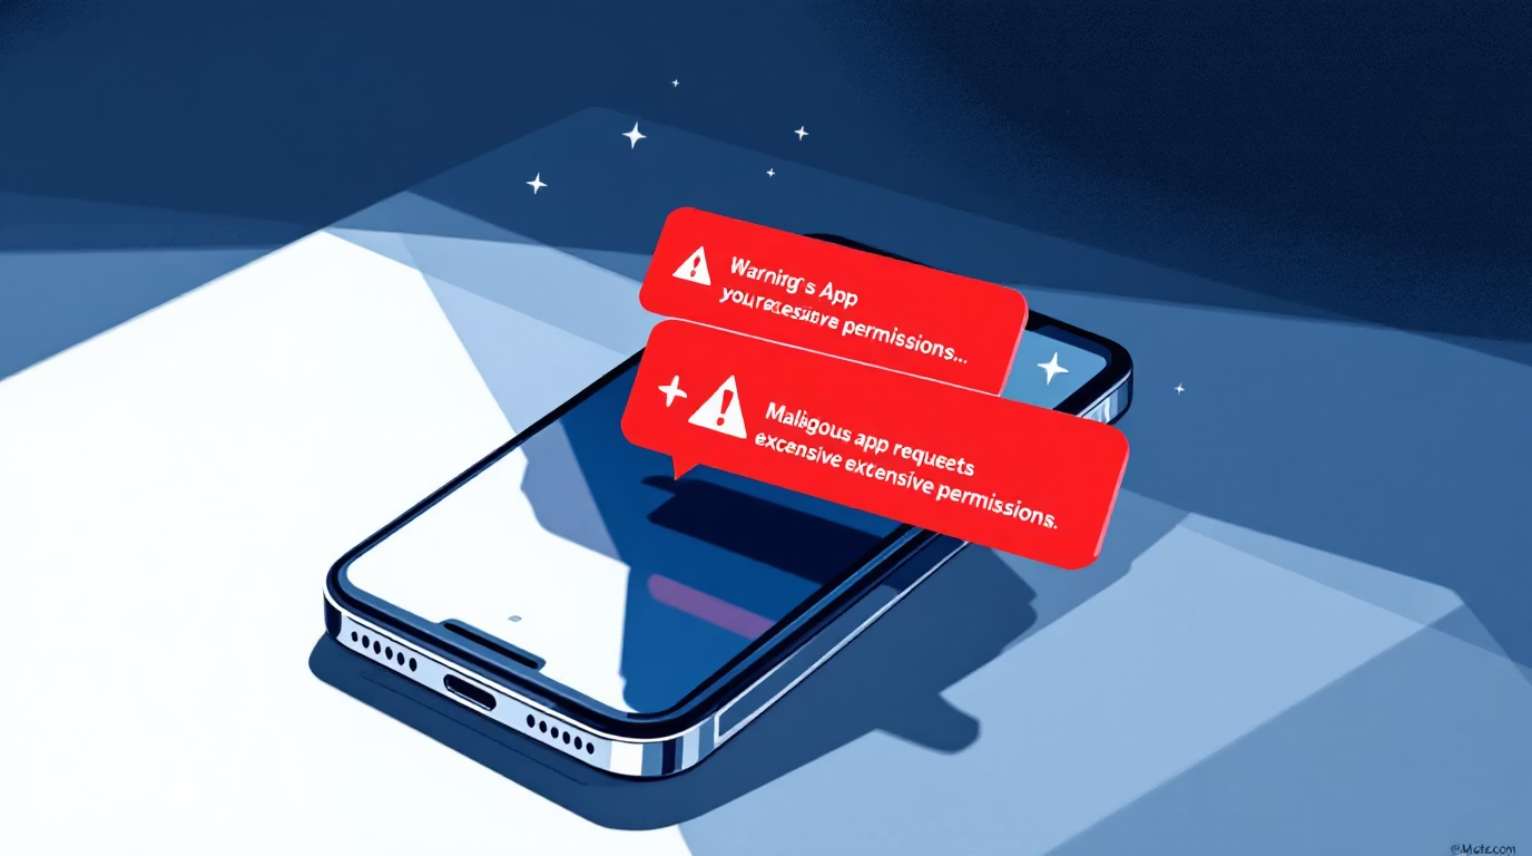 Warnirg's App
permissions...
Maligous app requeets
excensive extensive permissions.